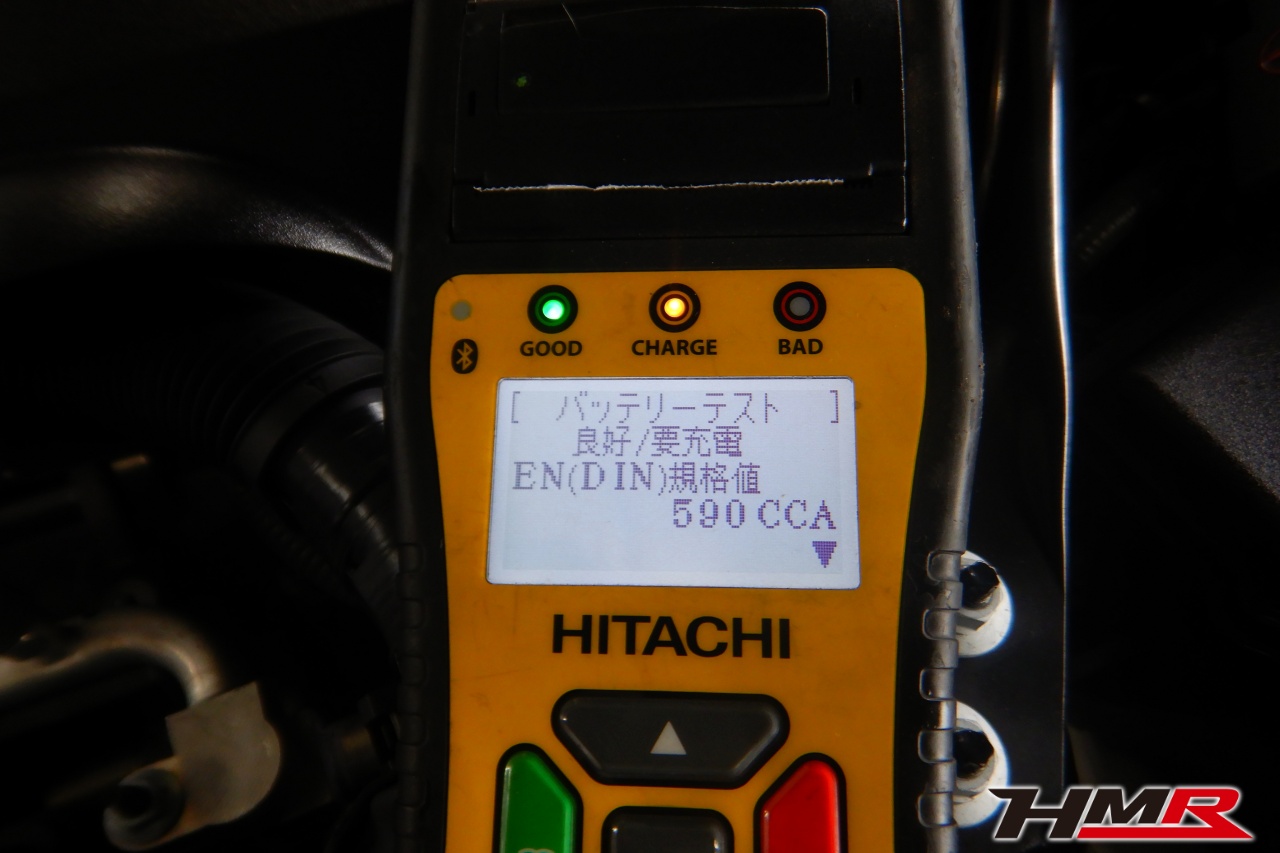 GOOD CHARGE BAD
[ バッテリーテスト ]
良好/要充電
EN(DIN)規格値
590 CCA
▼
HITACHI
▲
HMR